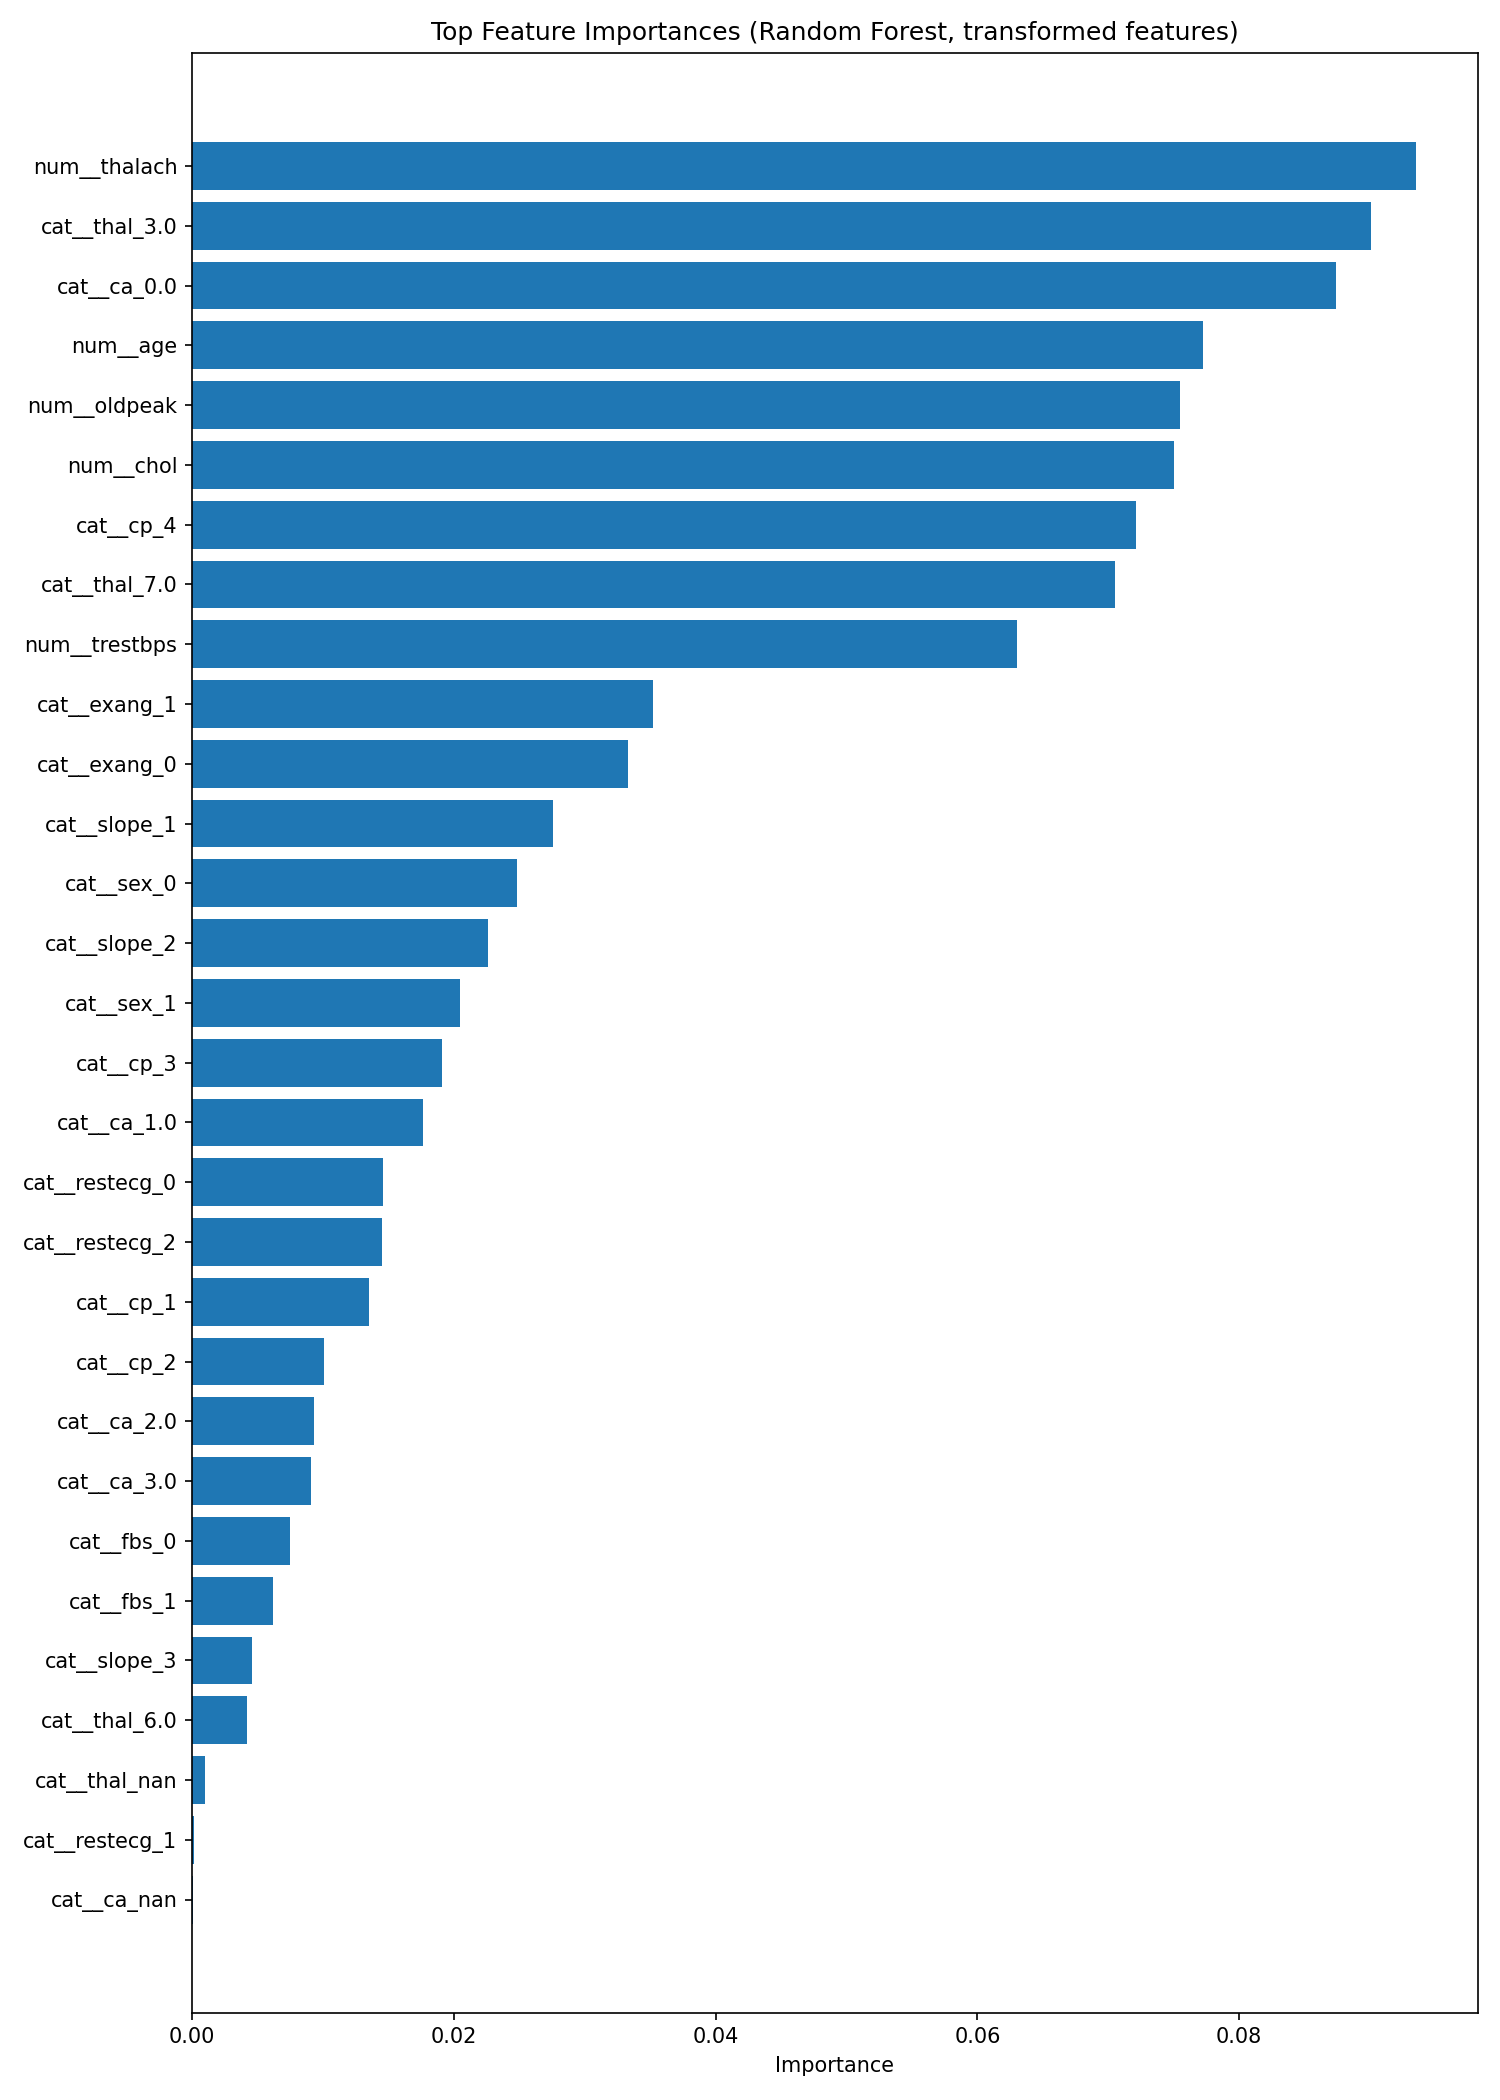 Top Feature Importances (Random Forest, transformed features)
num__thalach
cat__thal_3.0
cat__ca_0.0
num__age
num__oldpeak
num__chol
cat__cp_4
cat__thal_7.0
num__trestbps
cat__exang_1
cat__exang_0
cat__slope_1
cat__sex_0
cat__slope_2
cat__sex_1
cat__cp_3
cat__ca_1.0
cat__restecg_0
cat__restecg_2
cat__cp_1
cat__cp_2
cat__ca_2.0
cat__ca_3.0
cat__fbs_0
cat__fbs_1
cat__slope_3
cat__thal_6.0
cat__thal_nan
cat__restecg_1
cat__ca_nan
0.00 0.02 0.04 0.06 0.08
Importance